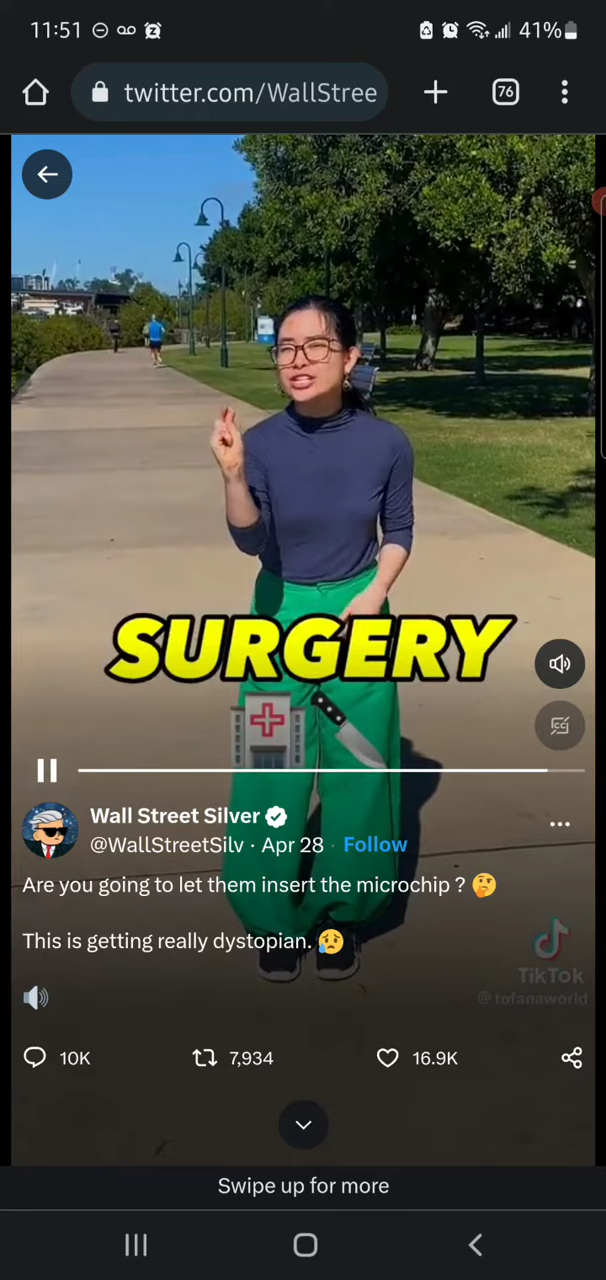 11:51
41%
twitter.com/WallStree
76
SURGERY
CC
Wall Street Silver
@WallStreetSilv · Apr 28 · Follow
Are you going to let them insert the microchip ? 🤔
This is getting really dystopian. 😥
🔊
TikTok
@tofanaworld
10K
7,934
16.9K
Swipe up for more